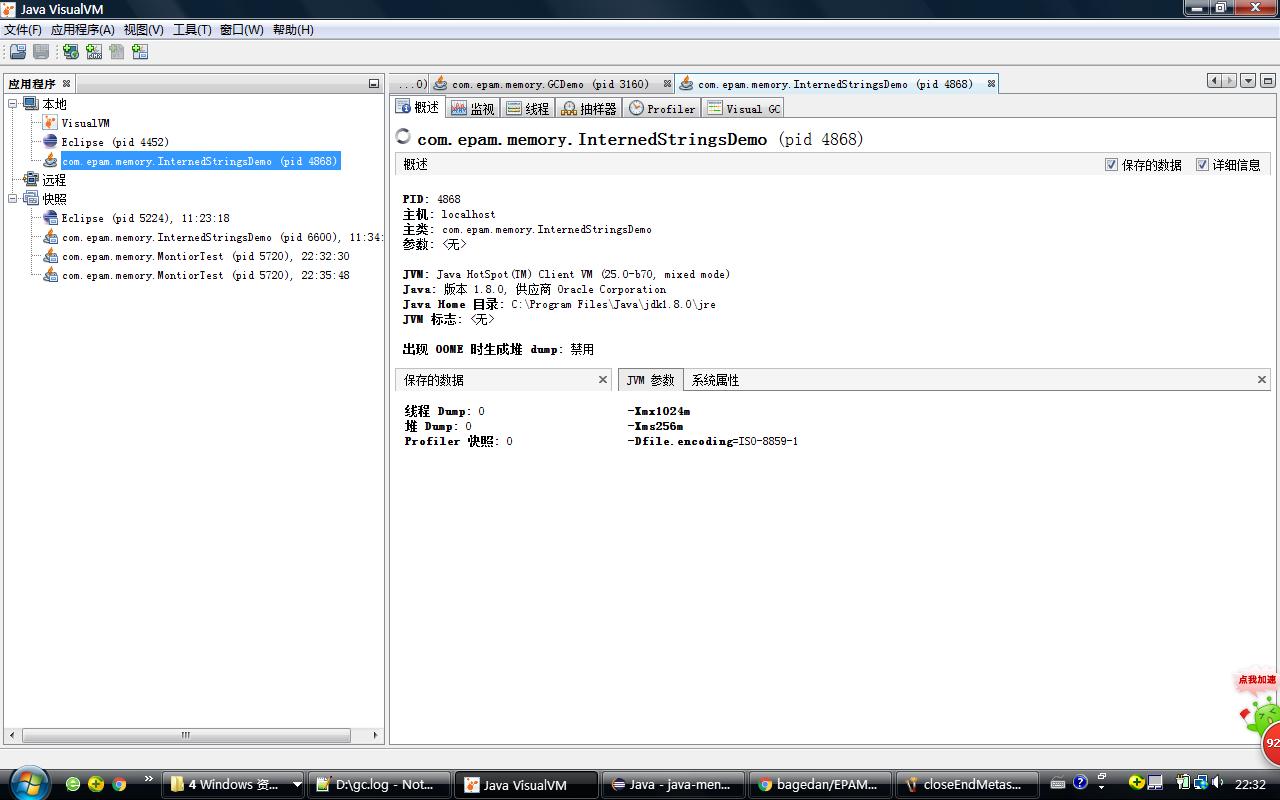 Java VisualVM
文件(F) 应用程序(A) 视图(V) 工具(T) 窗口(W) 帮助(H)
应用程序
本地
VisualVM
Eclipse (pid 4452)
com.epam.memory.InternedStringsDemo (pid 4868)
远程
快照
Eclipse (pid 5224), 11:23:18
com.epam.memory.InternedStringsDemo (pid 6600), 11:34:
com.epam.memory.MontiorTest (pid 5720), 22:32:30
com.epam.memory.MontiorTest (pid 5720), 22:35:48
...0) com.epam.memory.GCDemo (pid 3160) com.epam.memory.InternedStringsDemo (pid 4868)
概述 监视 线程 抽样器 Profiler Visual GC
com.epam.memory.InternedStringsDemo (pid 4868)
概述 保存的数据 详细信息
PID: 4868
主机: localhost
主类: com.epam.memory.InternedStringsDemo
参数: <无>
JVM: Java HotSpot(TM) Client VM (25.0-b70, mixed mode)
Java: 版本 1.8.0, 供应商 Oracle Corporation
Java Home 目录: C:\Program Files\Java\jdk1.8.0\jre
JVM 标志: <无>
出现 OOME 时生成堆 dump: 禁用
保存的数据 JVM 参数 系统属性
线程 Dump: 0
堆 Dump: 0
Profiler 快照: 0
-Xmx1024m
-Xms256m
-Dfile.encoding=ISO-8859-1
点我加速
92
4 Windows 资... D:\gc.log - Not... Java VisualVM Java - java-men... bagedan/EPAM... closeEndMetas... 22:32